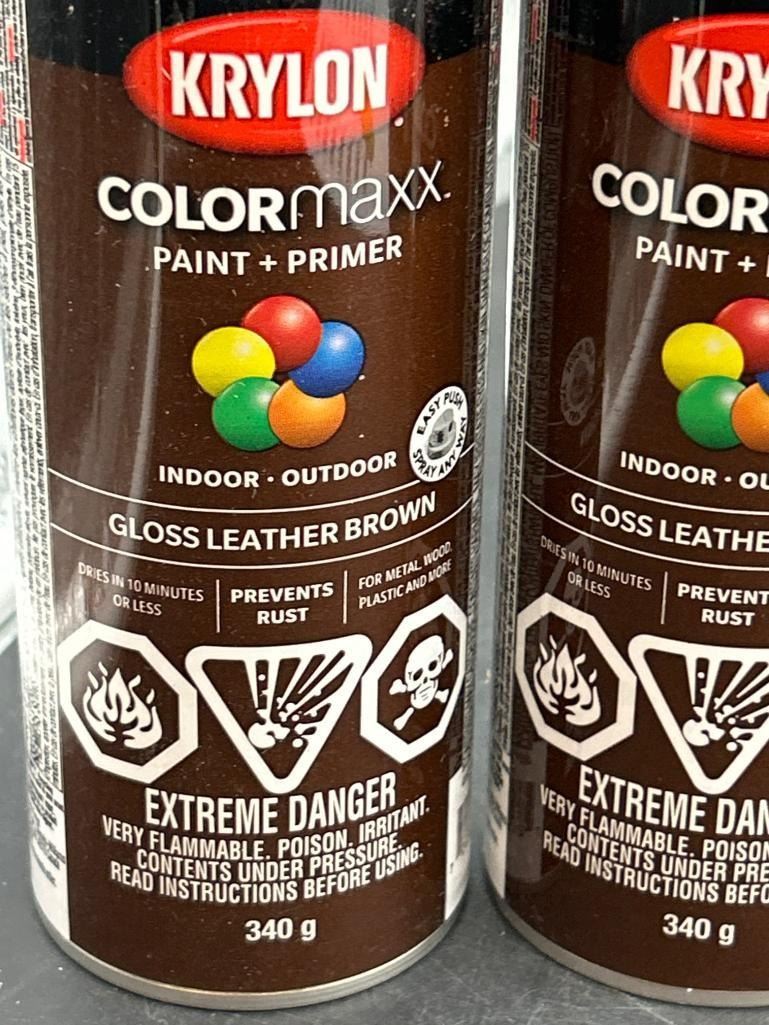 KRYLON
COLORmaxx
PAINT + PRIMER
EASY PUSH
SPRAY ANY WAY
INDOOR · OUTDOOR
GLOSS LEATHER BROWN
DRIES IN 10 MINUTES
OR LESS
PREVENTS
RUST
FOR METAL, WOOD,
PLASTIC AND MORE
EXTREME DANGER
VERY FLAMMABLE. POISON. IRRITANT.
CONTENTS UNDER PRESSURE.
READ INSTRUCTIONS BEFORE USING.
340 g
KRY
COLOR
PAINT +
INDOOR · OU
GLOSS LEATHE
DRIES IN 10 MINUTES
OR LESS
PREVENT
RUST
EXTREME DAN
VERY FLAMMABLE. POISON
CONTENTS UNDER PRE
READ INSTRUCTIONS BEFO
340 g